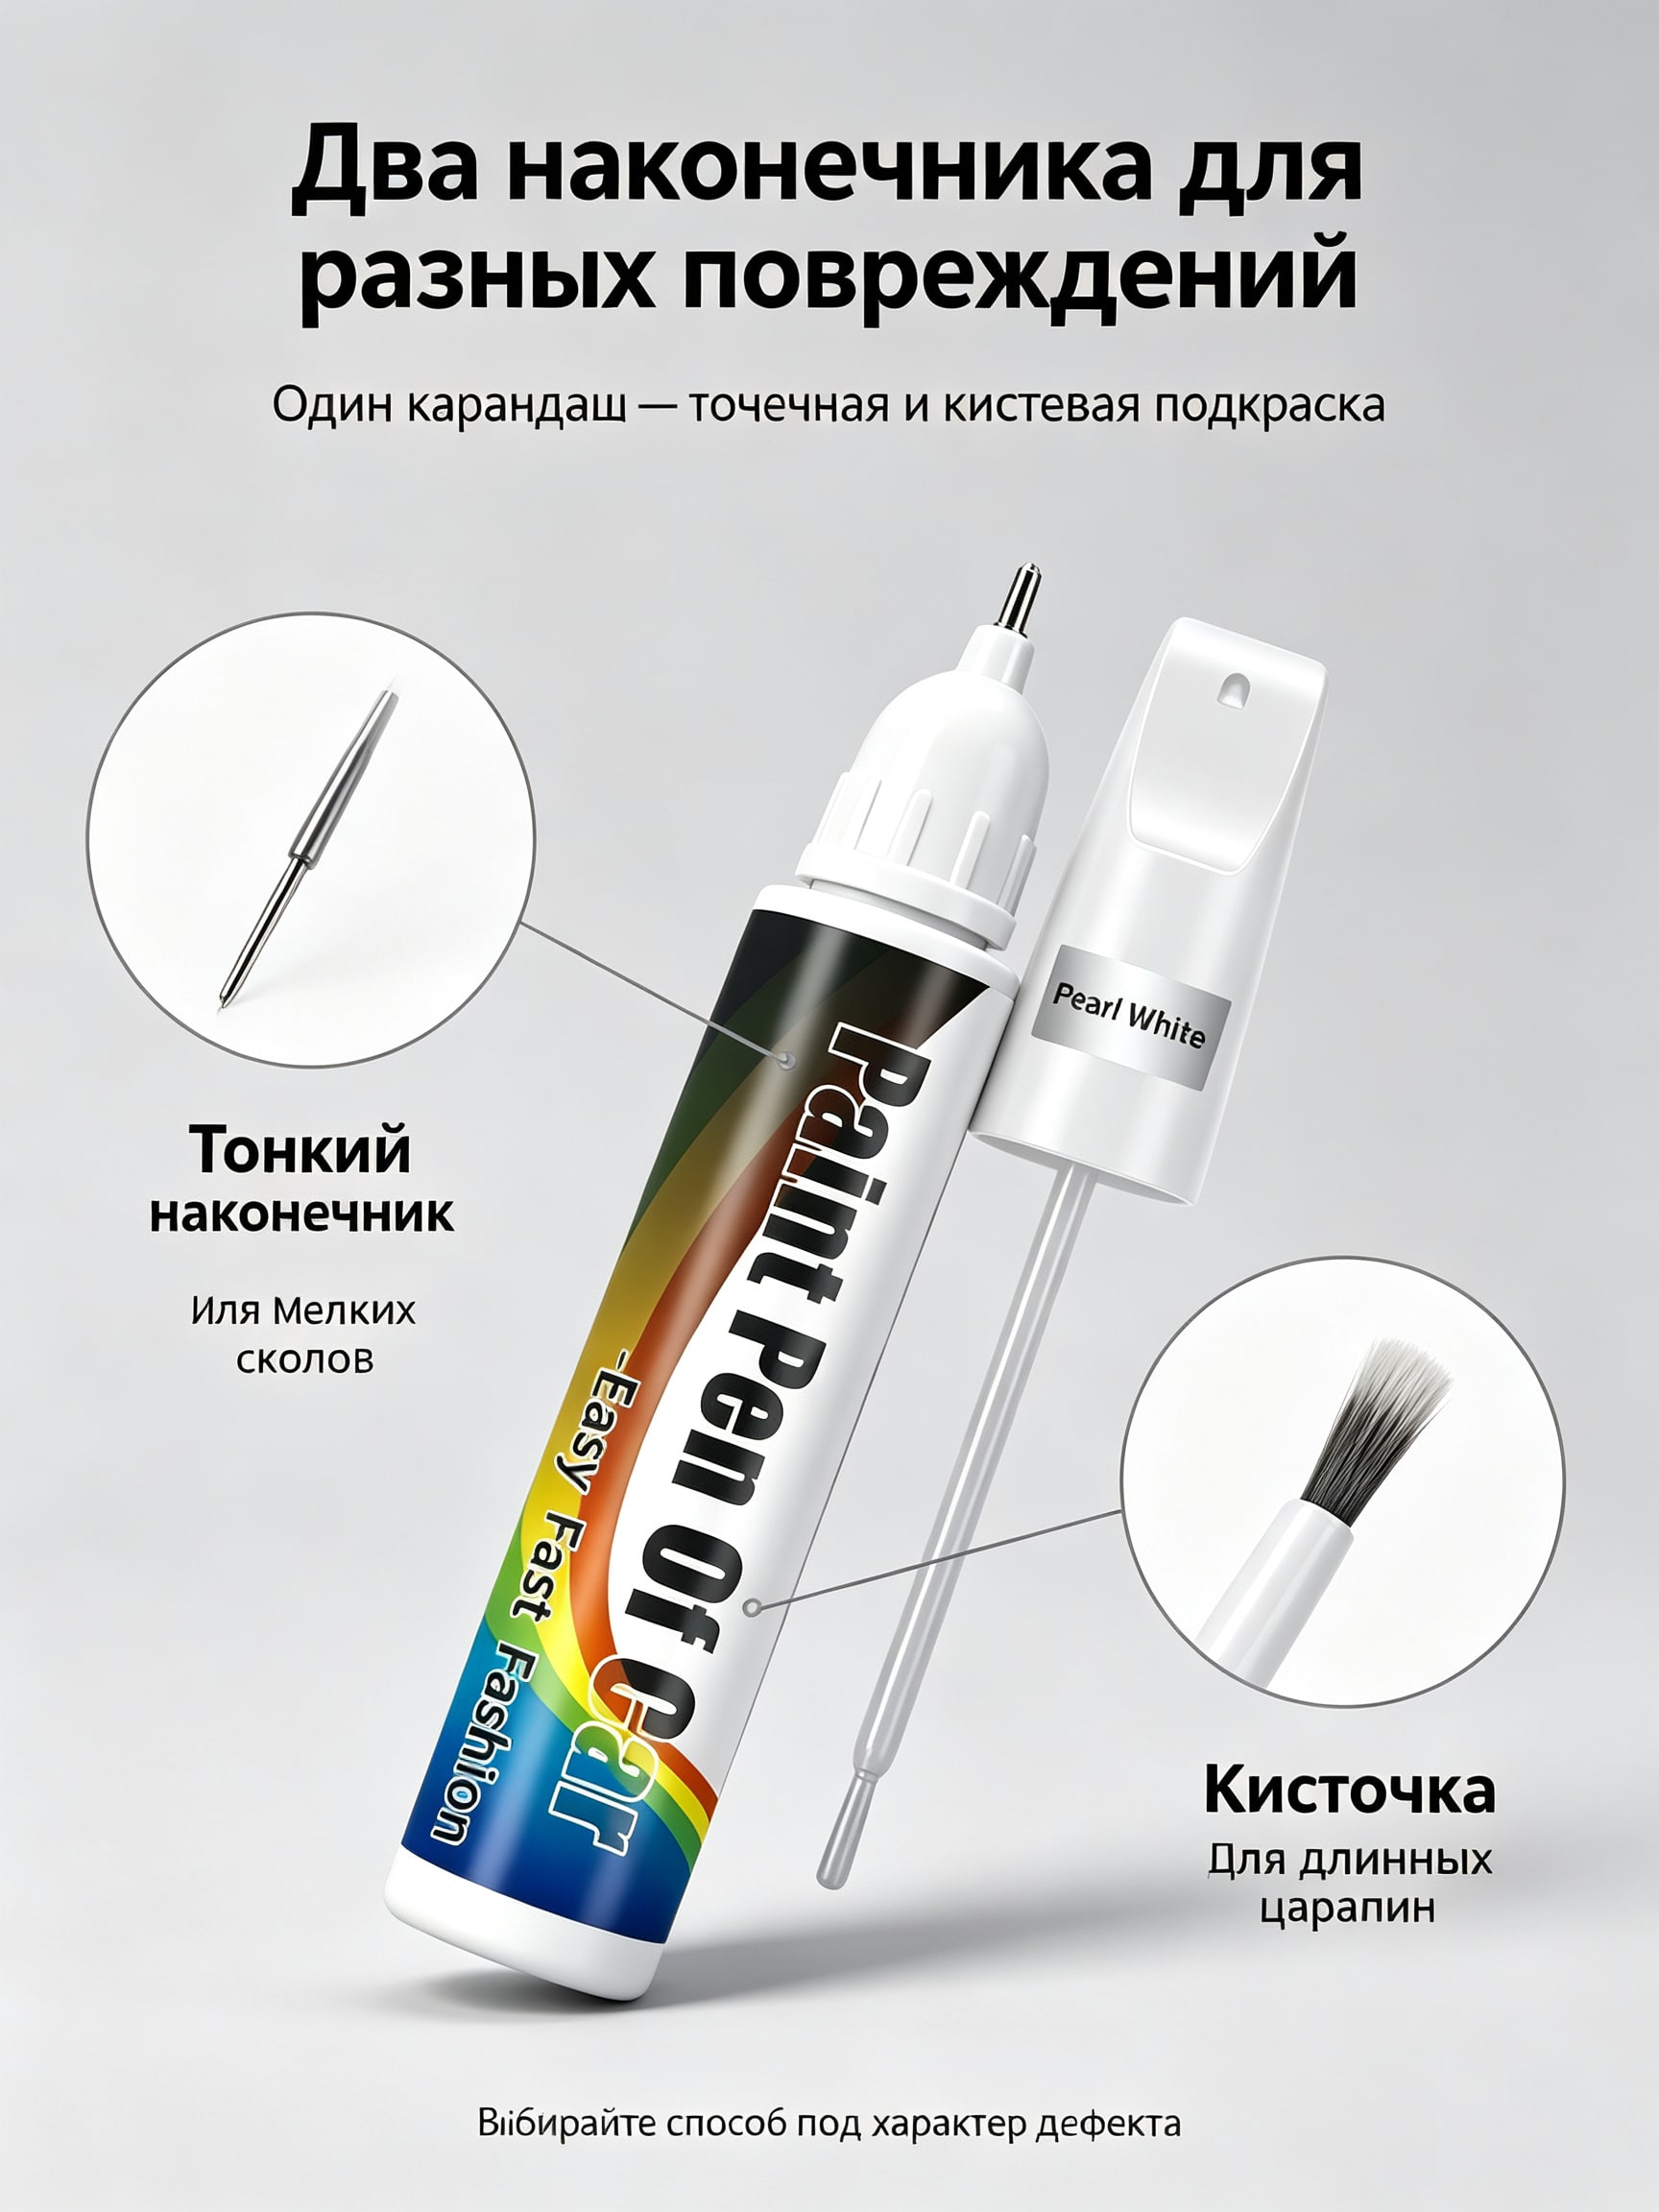 Два наконечника для
разных повреждений
Один карандаш — точечная и кистевая подкраска
Pearl White
Paint Pen Of Car
-Easy Fast Fashion
Тонкий
наконечник
Иля Мелких
сколов
Кисточка
Для длинных
царапин
Віібирайте способ под характер дефекта